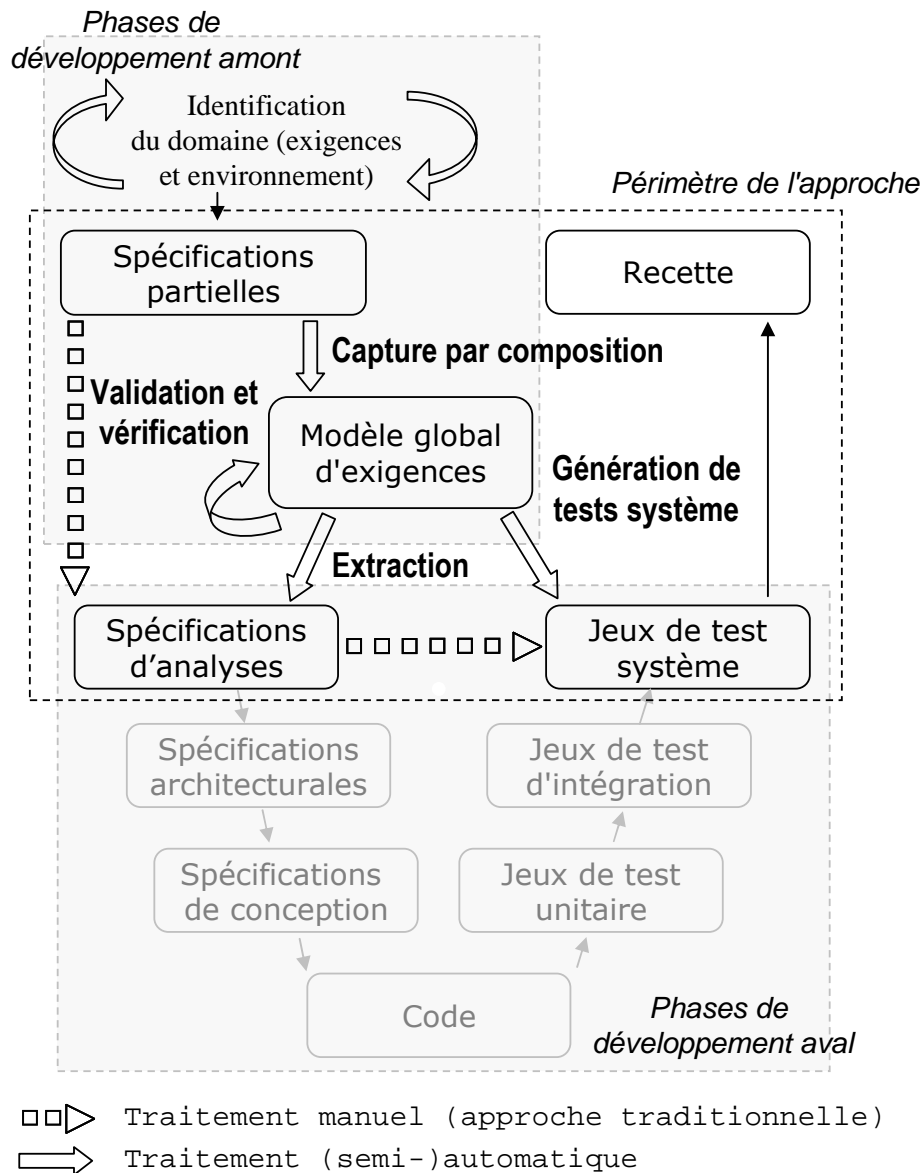 Phases de
développement amont
Identification
du domaine (exigences
et environnement)
Périmètre de l'approche
Spécifications
partielles
Recette
Capture par composition
Validation et
vérification
Modèle global
d'exigences
Génération de
tests système
Extraction
Spécifications
d’analyses
Jeux de test
système
Spécifications
architecturales
Jeux de test
d'intégration
Spécifications
de conception
Jeux de test
unitaire
Code
Phases de
développement aval
Traitement manuel (approche traditionnelle)
Traitement (semi-)automatique